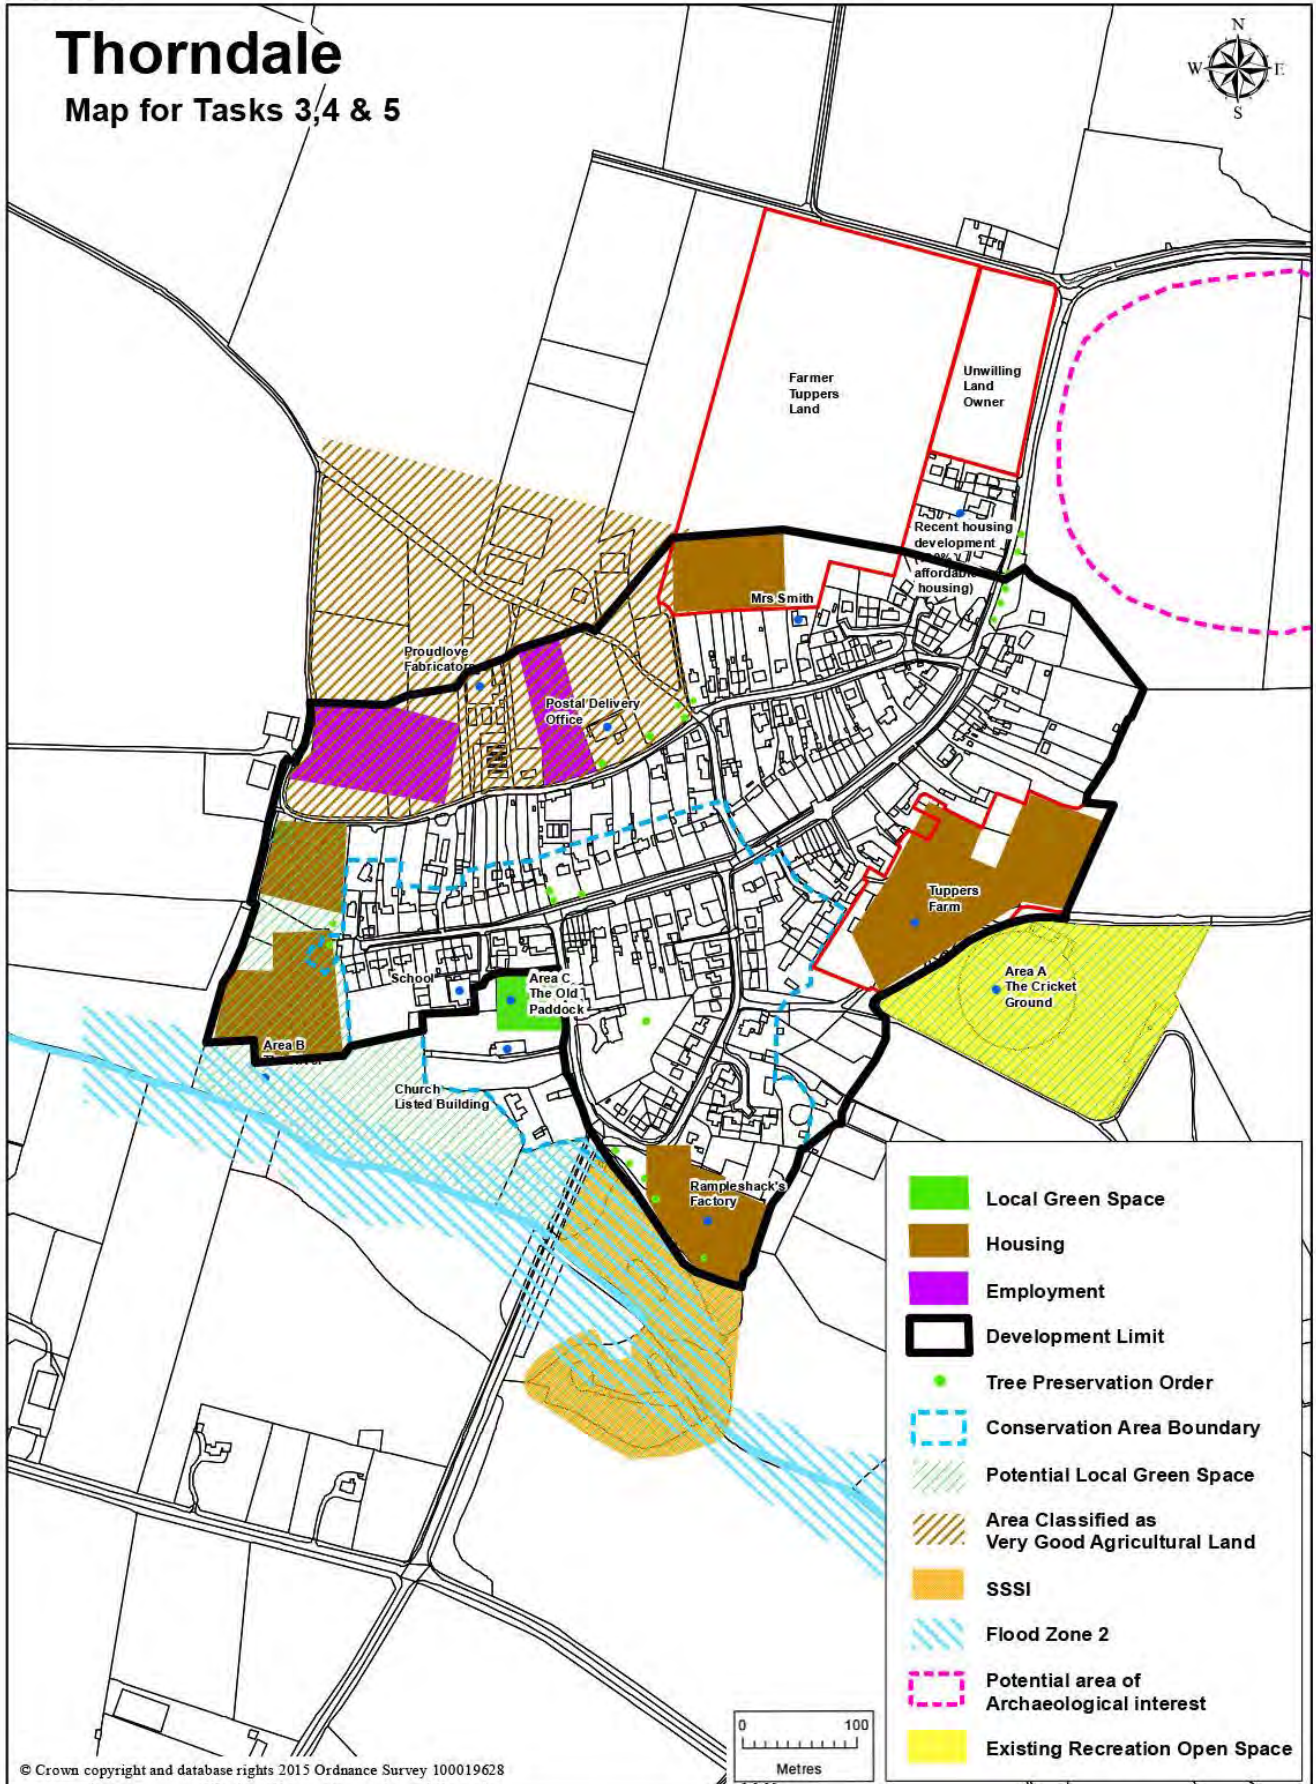 Thorndale
Map for Tasks 3,4 & 5
N
W
E
S
Farmer
Tuppers
Land
Unwilling
Land
Owner
Recent housing
development
affordable
housing)
Mrs Smith
Proudlove
Fabricators
Postal Delivery
Office
Tuppers
Farm
School
Area C
The Old
Paddock
Area A
The Cricket
Ground
Area B
Church
Listed Building
Rampleshack's
Factory
Local Green Space
Housing
Employment
Development Limit
Tree Preservation Order
Conservation Area Boundary
Potential Local Green Space
Area Classified as
Very Good Agricultural Land
SSSI
Flood Zone 2
Potential area of
Archaeological interest
Existing Recreation Open Space
0 100
Metres
© Crown copyright and database rights 2015 Ordnance Survey 100019628